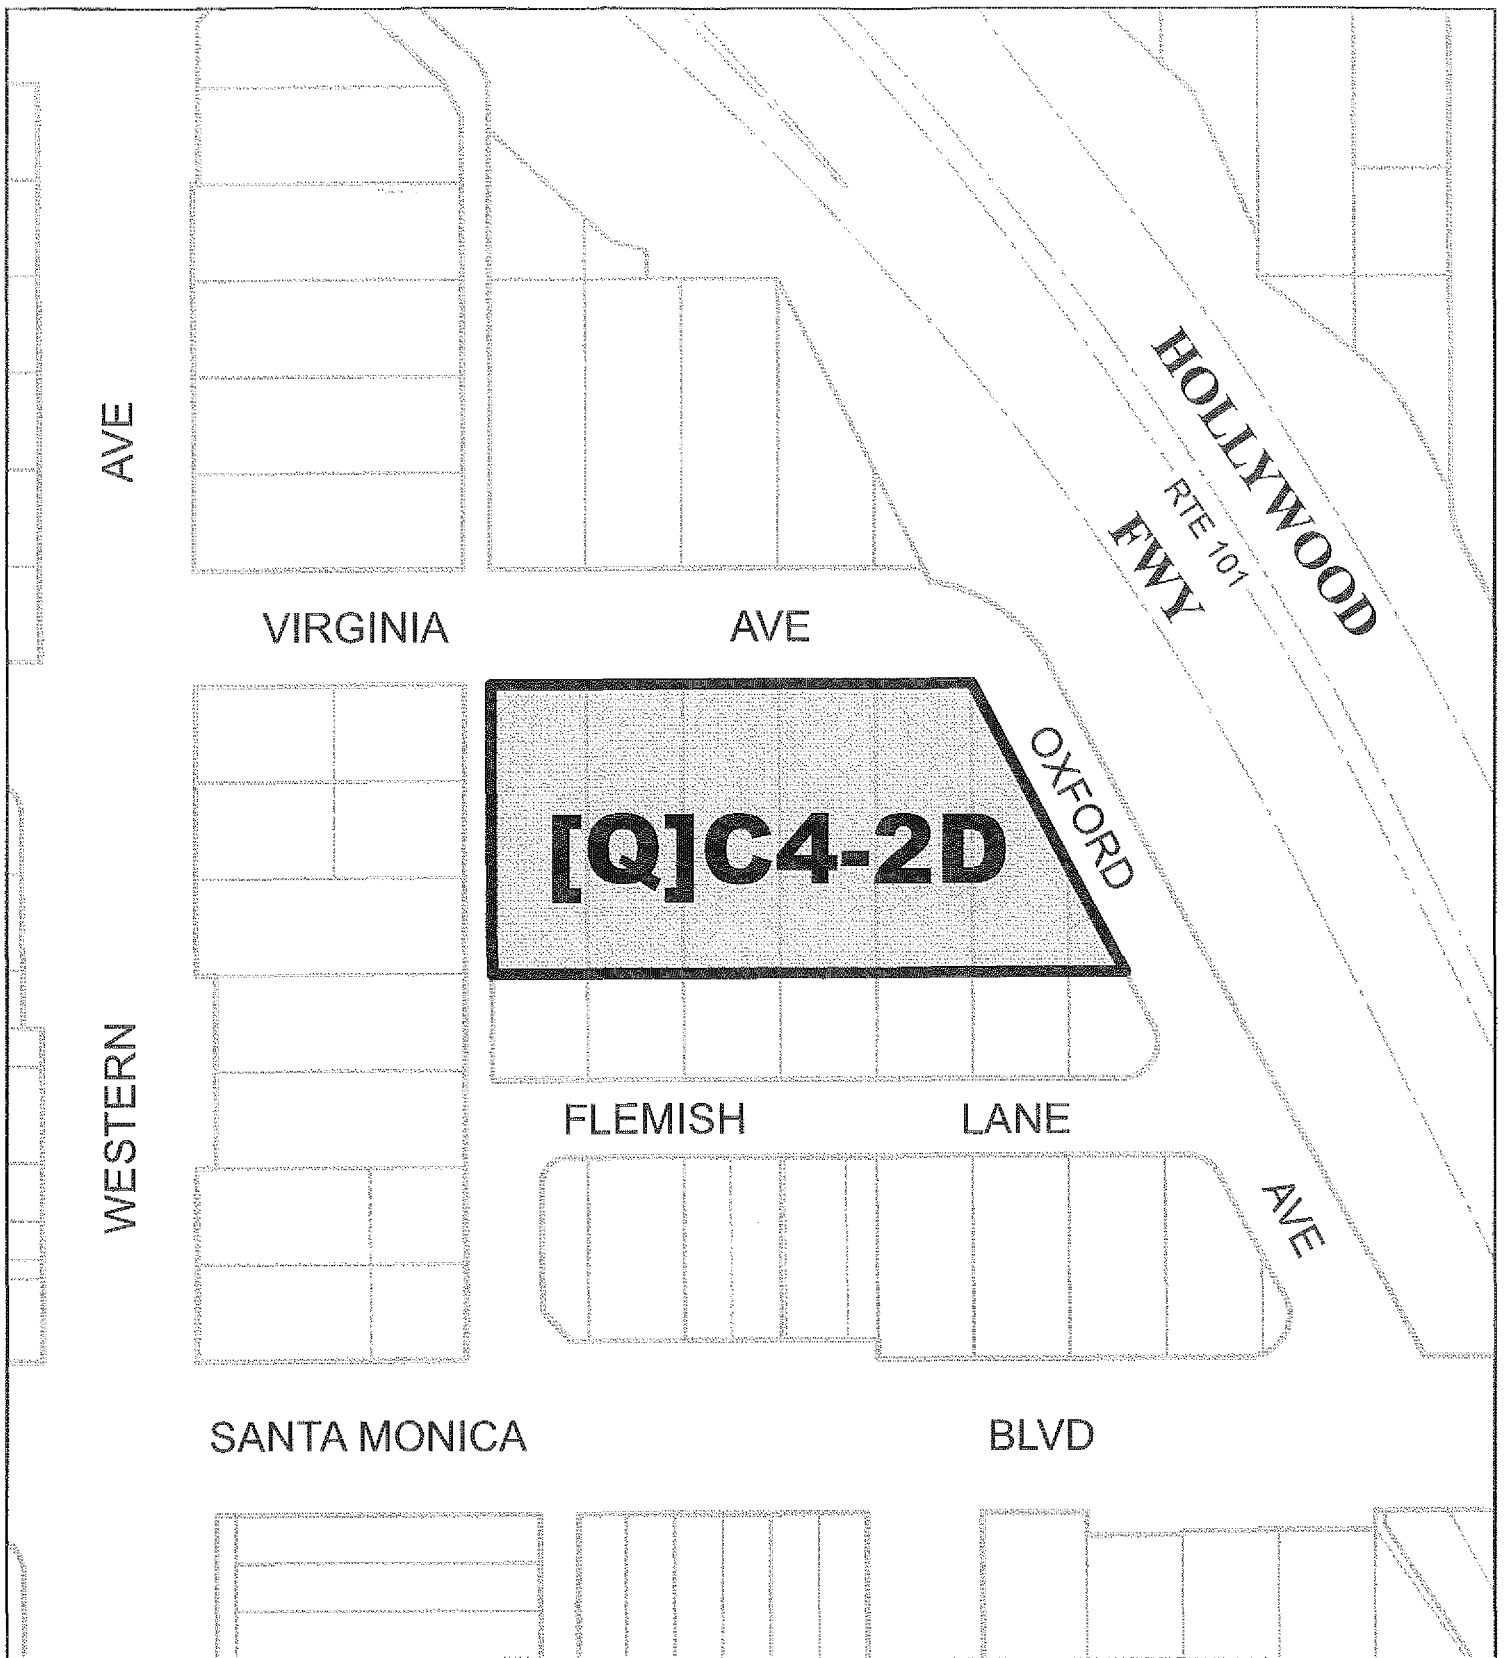 HOLLYWOOD
FWY
RTE 101
AVE
VIRGINIA AVE
OXFORD
[Q]C4-2D
WESTERN
FLEMISH LANE
AVE
SANTA MONICA BLVD